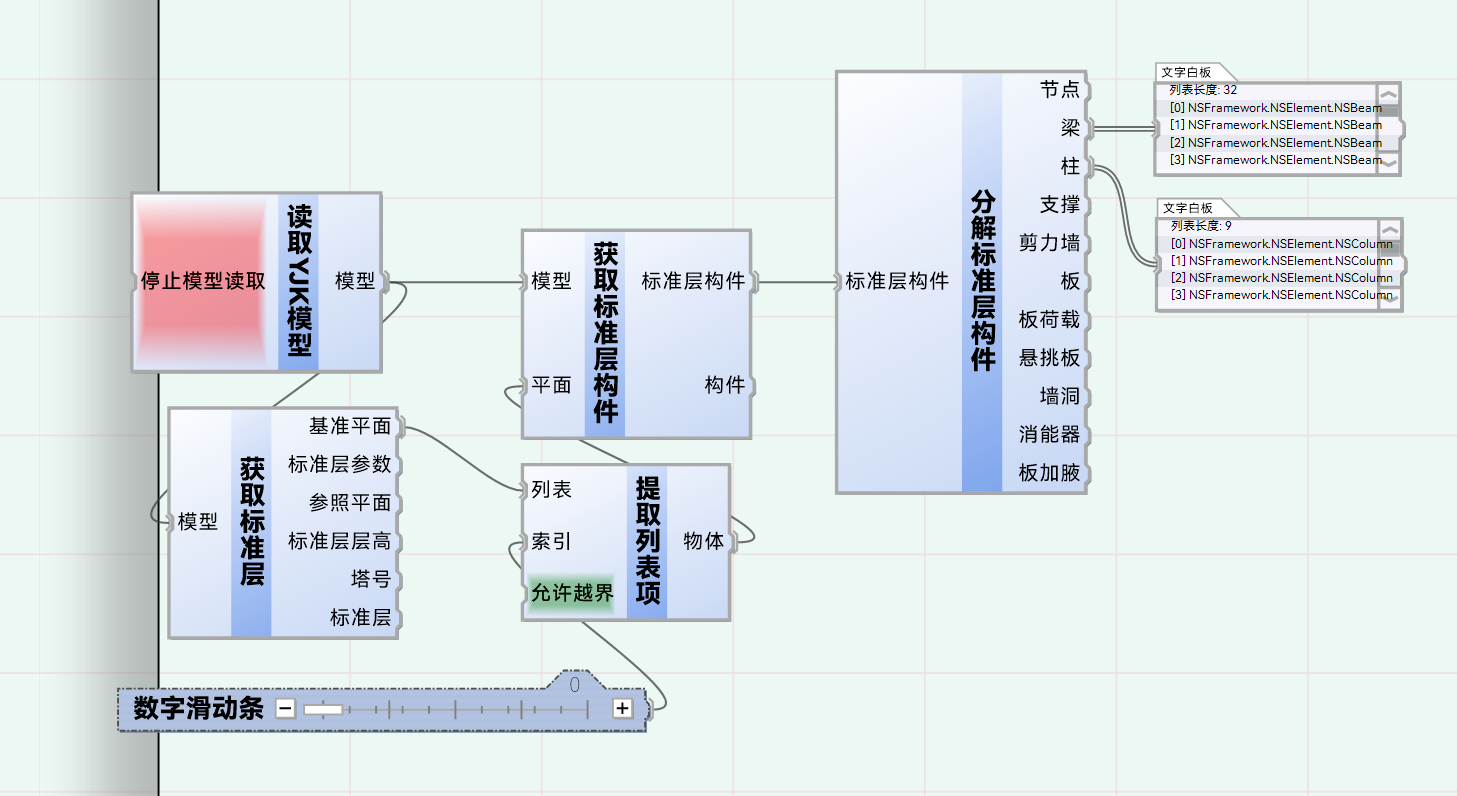 停止模型读取
读取YJK模型
模型
模型
获取标准层
基准平面
标准层参数
参照平面
标准层层高
塔号
标准层
数字滑动条
0
模型
平面
获取标准层构件
标准层构件
构件
列表
索引
允许越界
提取列表项
物体
标准层构件
分解标准层构件
节点
梁
柱
支撑
剪力墙
板
板荷载
悬挑板
墙洞
消能器
板加腋
文字白板
列表长度: 32
[0] NSFramework.NSElement.NSBeam
[1] NSFramework.NSElement.NSBeam
[2] NSFramework.NSElement.NSBeam
[3] NSFramework.NSElement.NSBeam
文字白板
列表长度: 9
[0] NSFramework.NSElement.NSColumn
[1] NSFramework.NSElement.NSColumn
[2] NSFramework.NSElement.NSColumn
[3] NSFramework.NSElement.NSColumn